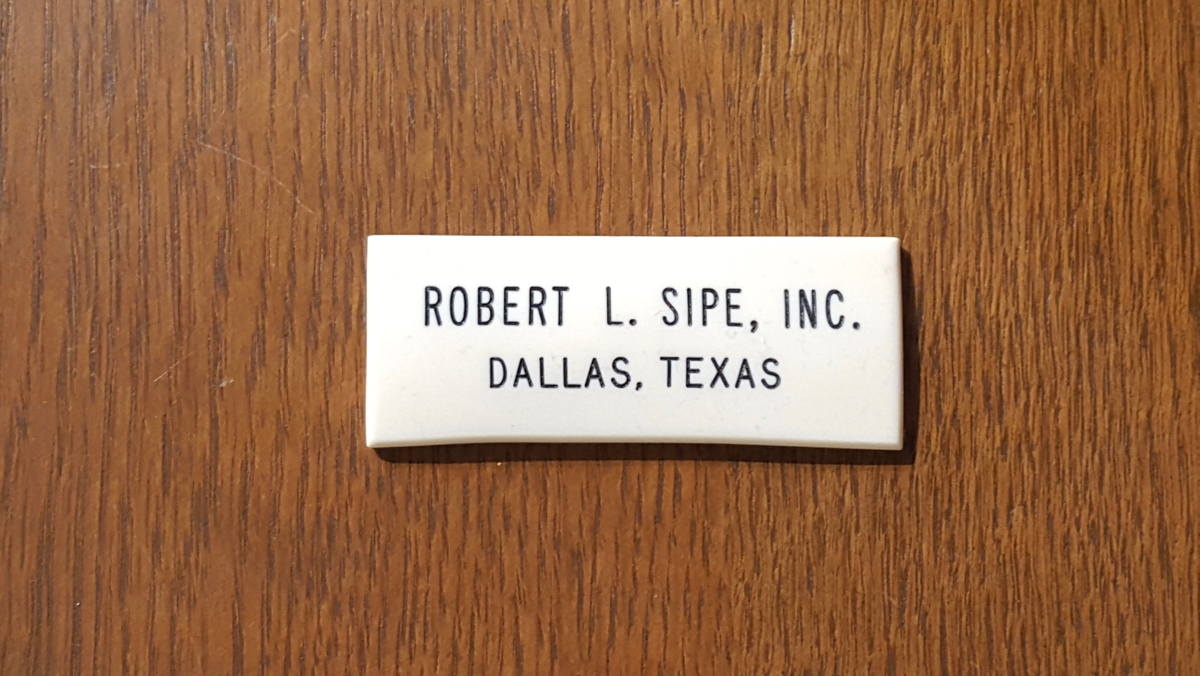 ROBERT L. SIPE, INC.
DALLAS, TEXAS